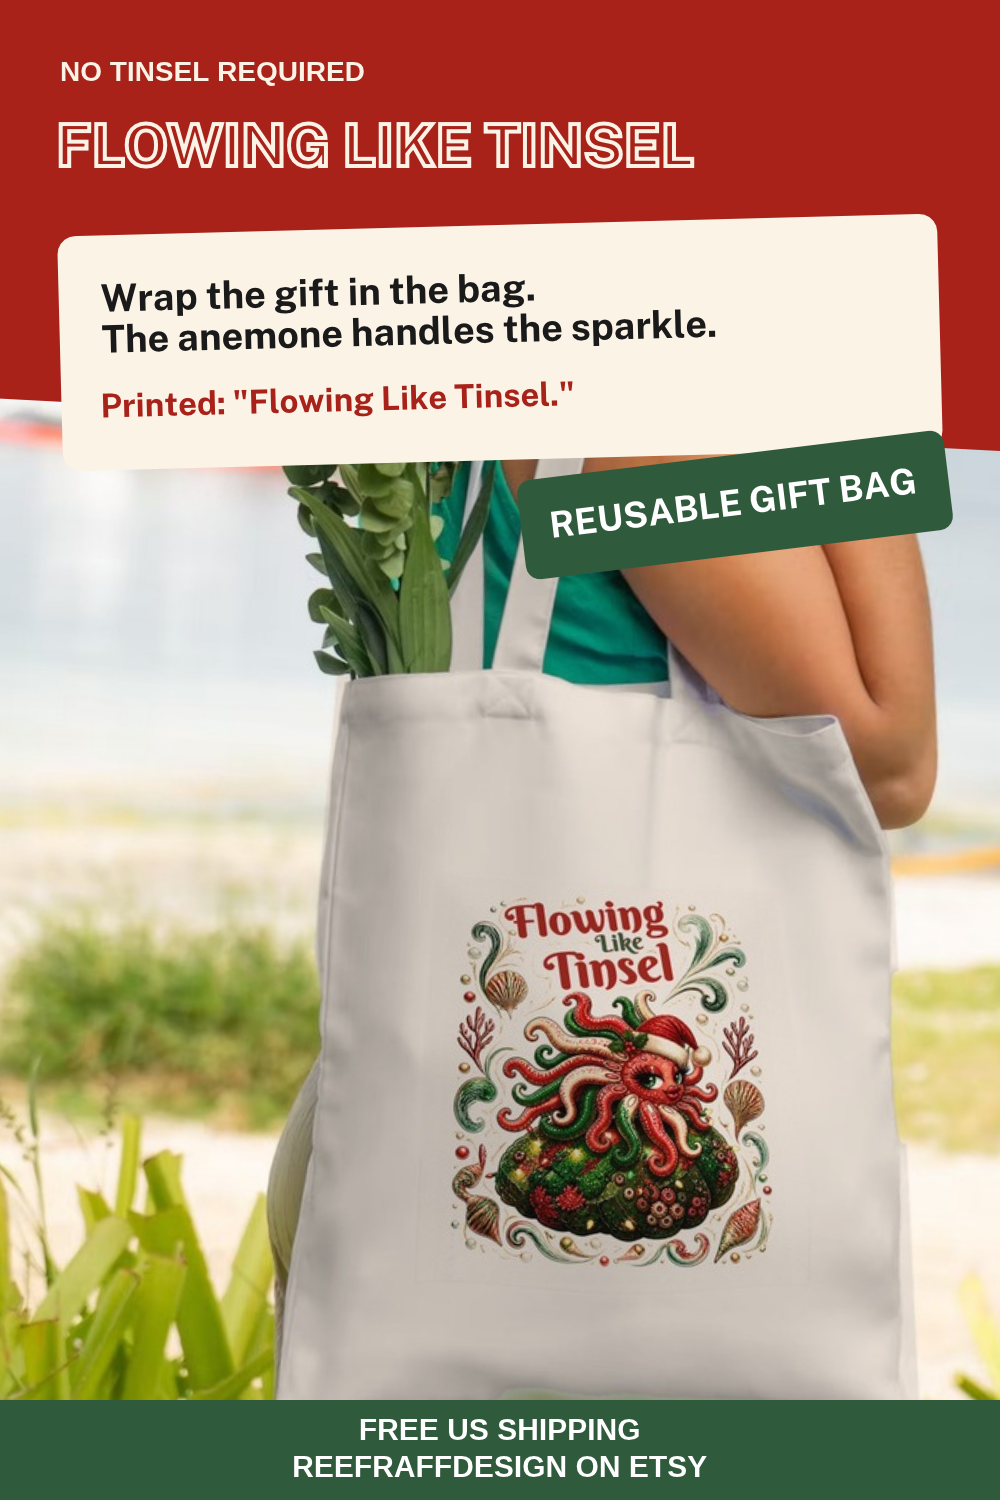 NO TINSEL REQUIRED
FLOWING LIKE TINSEL
Wrap the gift in the bag.
The anemone handles the sparkle.
Printed: "Flowing Like Tinsel."
REUSABLE GIFT BAG
Flowing
Like
Tinsel
FREE US SHIPPING
REEFRAFFDESIGN ON ETSY